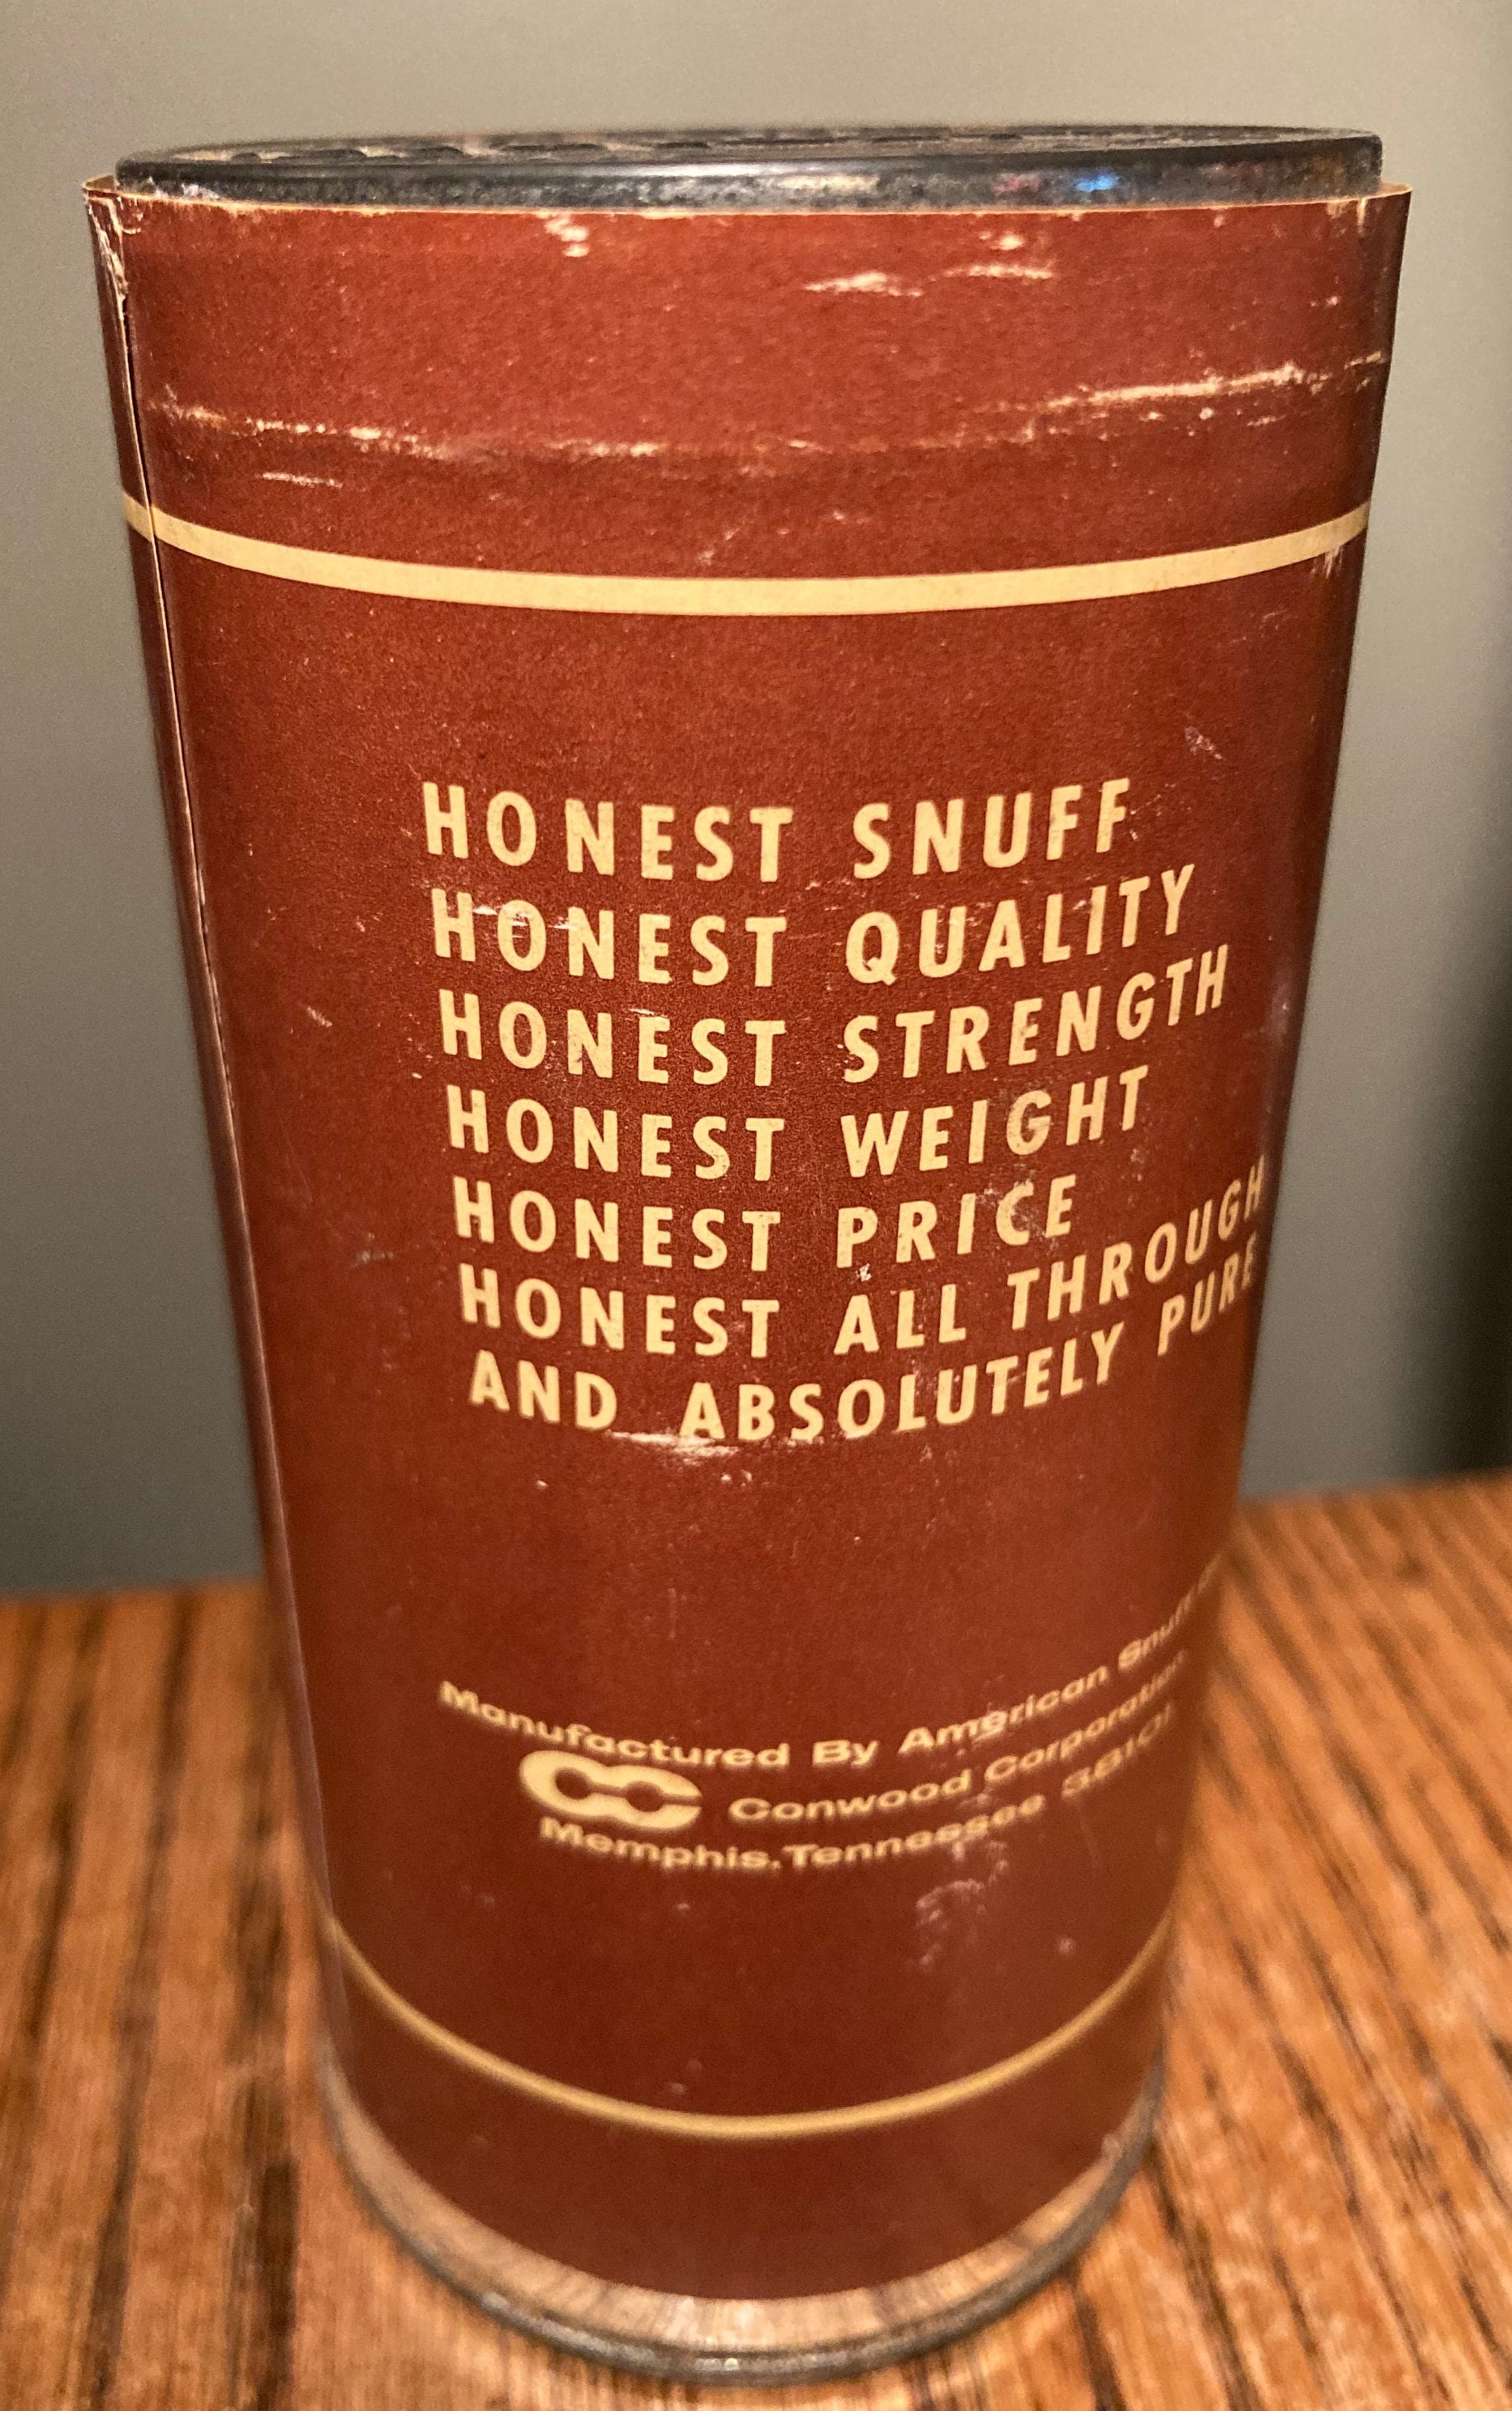 HONEST SNUFF
HONEST QUALITY
HONEST STRENGTH
HONEST WEIGHT
HONEST PRICE
HONEST ALL THROUGH
AND ABSOLUTELY PURE
Manufactured By American Snuff
CC Conwood Corporation
Memphis, Tennessee 38101